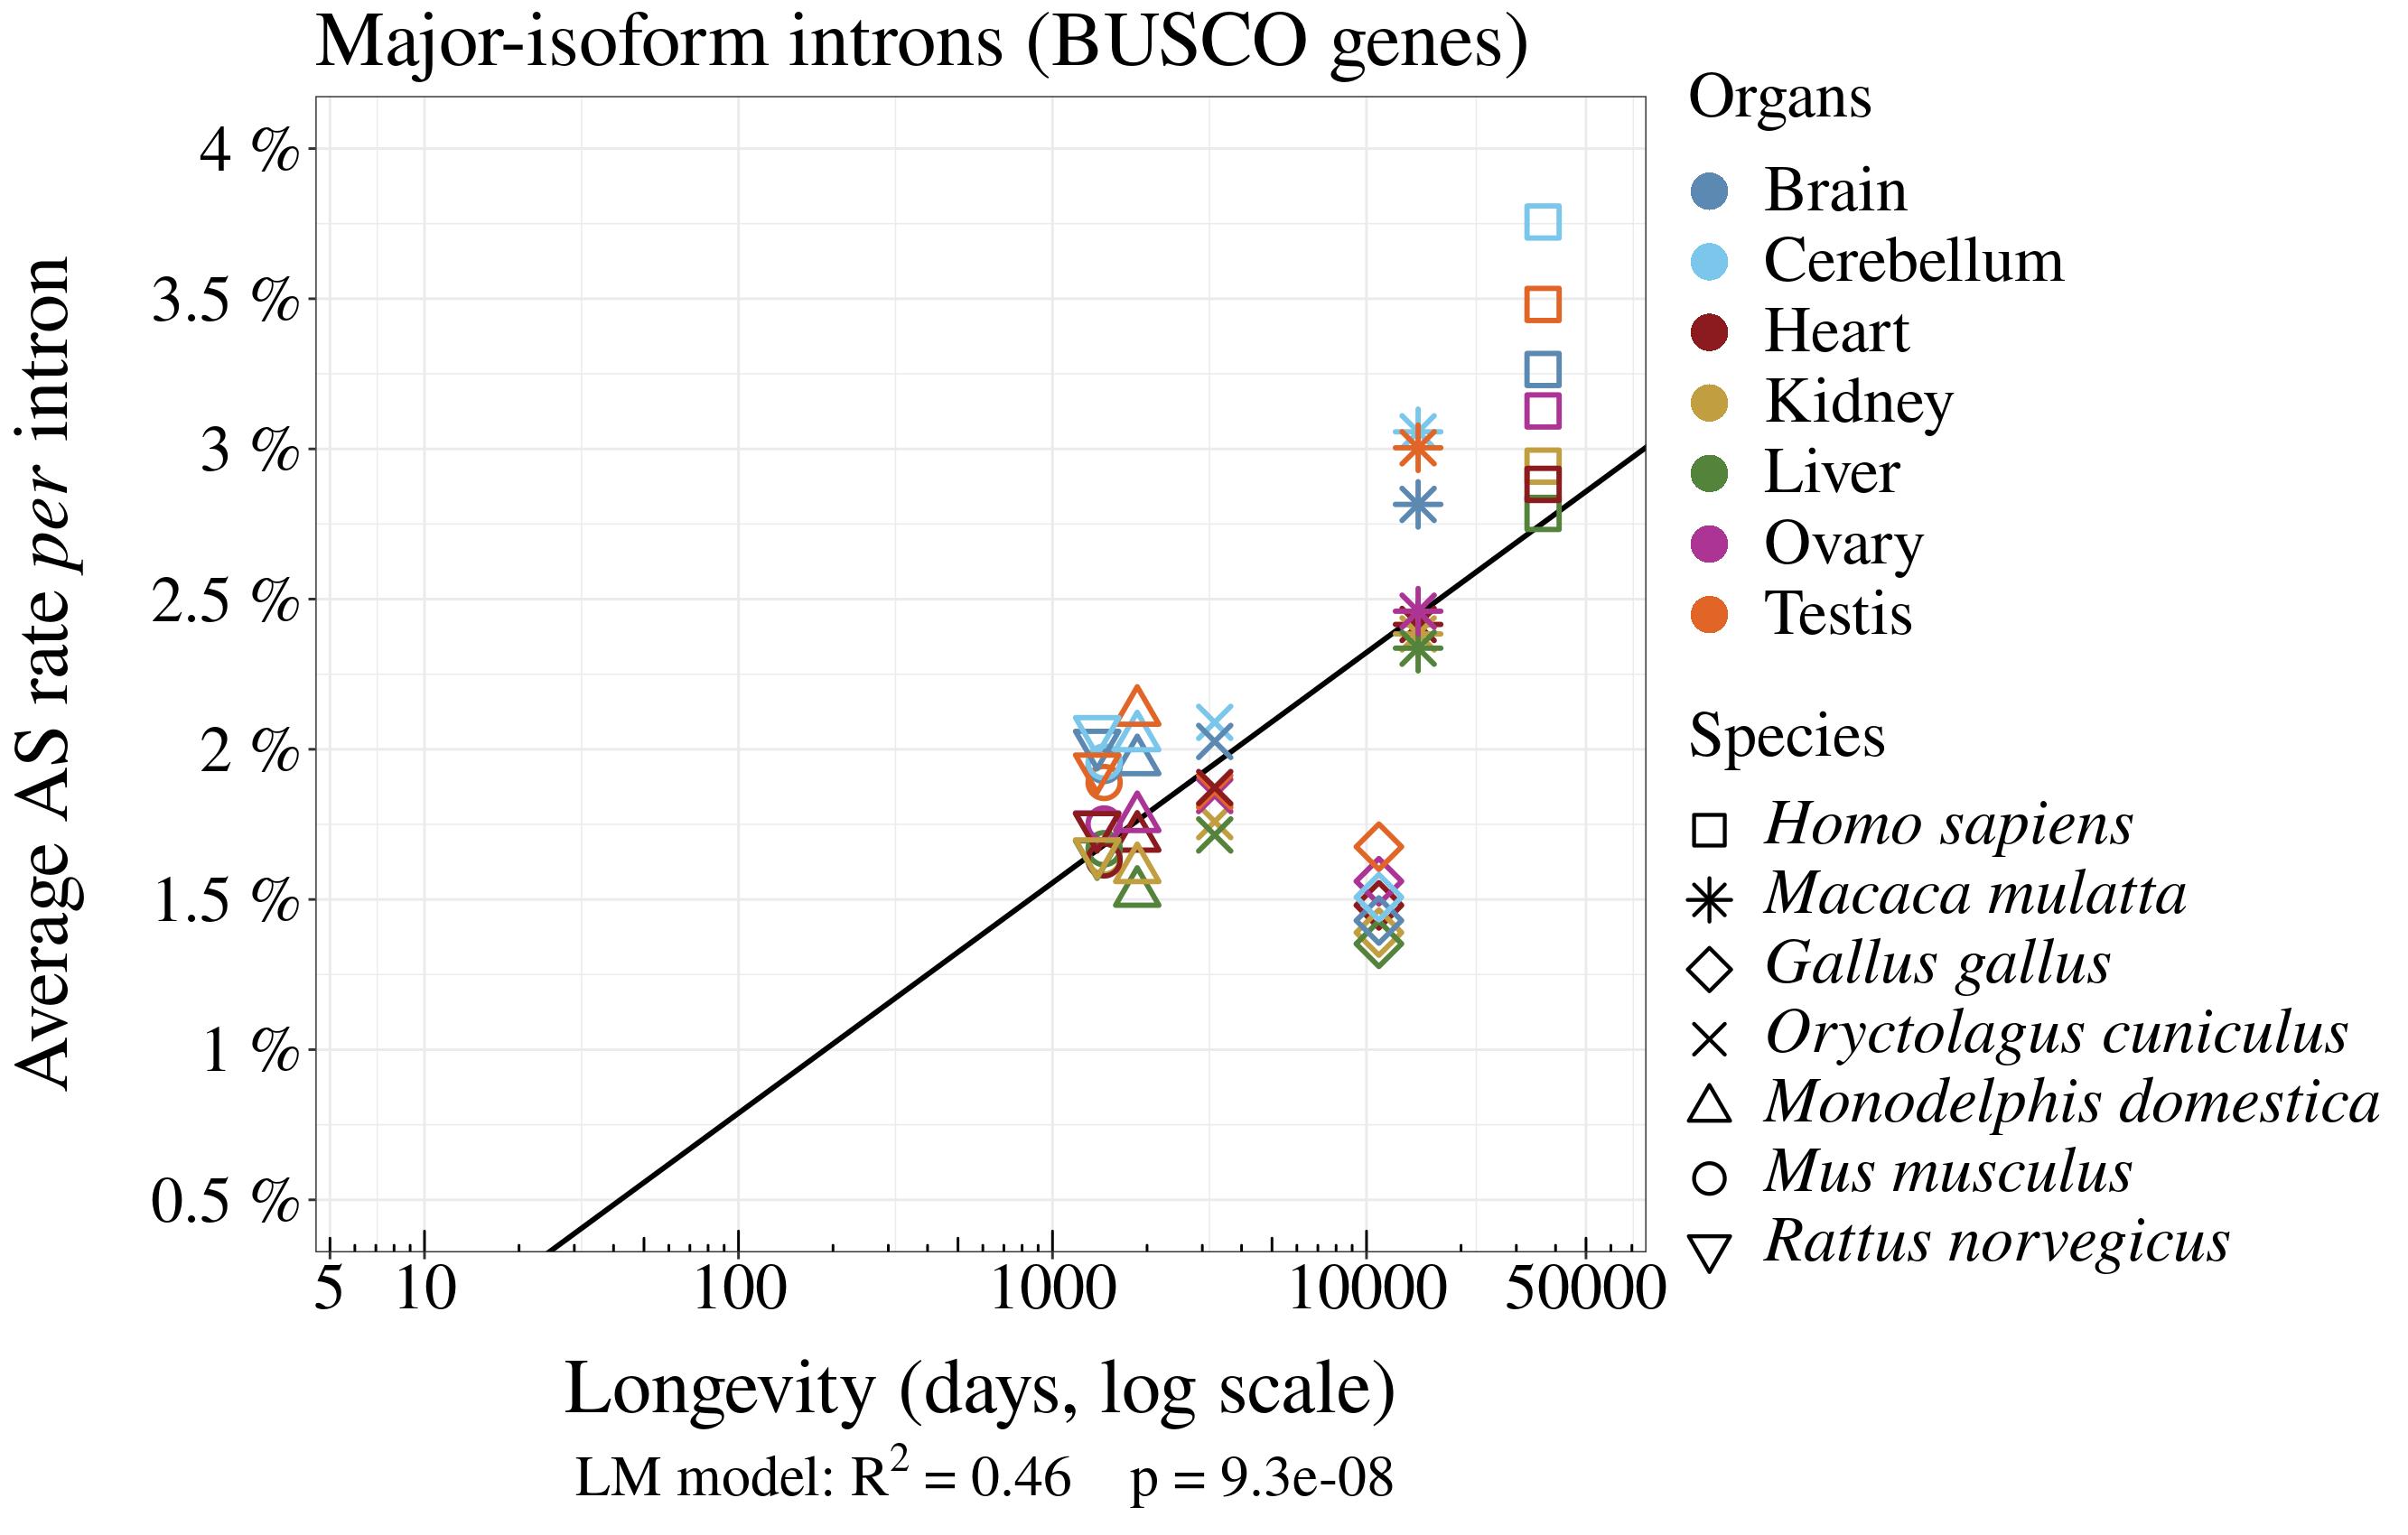 Major-isoform introns (BUSCO genes)
Average AS rate per intron
4 %
3.5 %
3 %
2.5 %
2 %
1.5 %
1 %
0.5 %
5
10
100
1000
10000
50000
Longevity (days, log scale)
LM model: R² = 0.46 p = 9.3e-08
Organs
Brain
Cerebellum
Heart
Kidney
Liver
Ovary
Testis
Species
Homo sapiens
Macaca mulatta
Gallus gallus
Oryctolagus cuniculus
Monodelphis domestica
Mus musculus
Rattus norvegicus